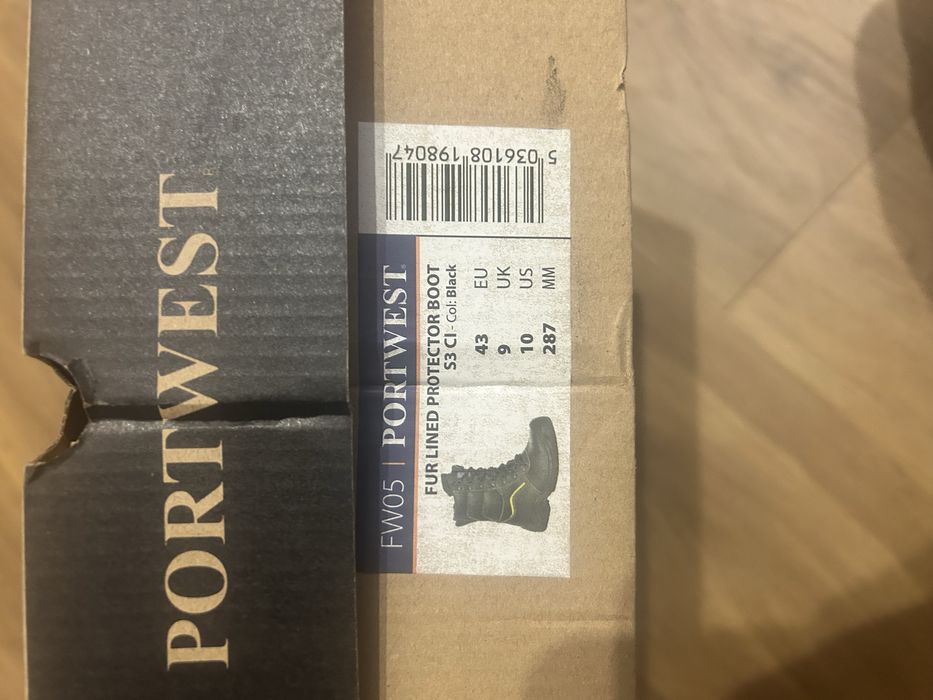 PORTWEST
FW05 | PORTWEST®
FUR LINED PROTECTOR BOOT
S3 CI - Col: Black
43 EU
9 UK
10 US
287 MM
5 036108 198047